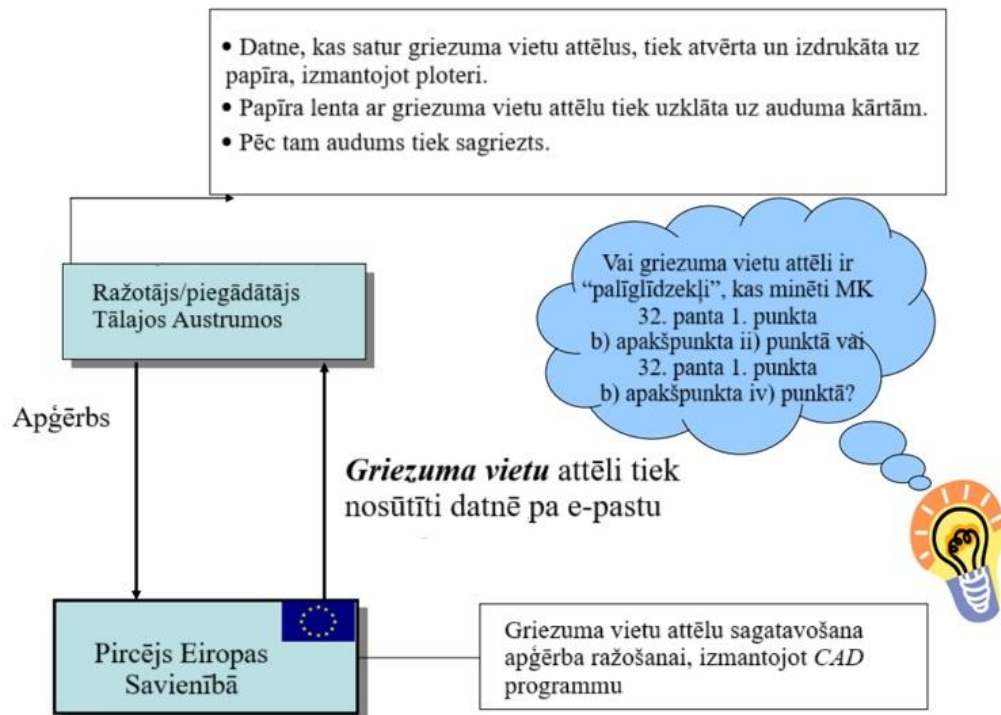 • Datne, kas satur griezuma vietu attēlus, tiek atvērta un izdrukāta uz
papīra, izmantojot ploteri.
• Papīra lenta ar griezuma vietu attēlu tiek uzklāta uz auduma kārtām.
• Pēc tam audums tiek sagriezts.
Vai griezuma vietu attēli ir
“palīglīdzekļi”, kas minēti MK
32. panta 1. punkta
b) apakšpunkta ii) punktā vai
32. panta 1. punkta
b) apakšpunkta iv) punktā?
Ražotājs/piegādātājs
Tālajos Austrumos
Apģērbs
Griezuma vietu attēli tiek
nosūtīti datnē pa e-pastu
Pircējs Eiropas
Savienībā
Griezuma vietu attēlu sagatavošana
apģērba ražošanai, izmantojot CAD
programmu